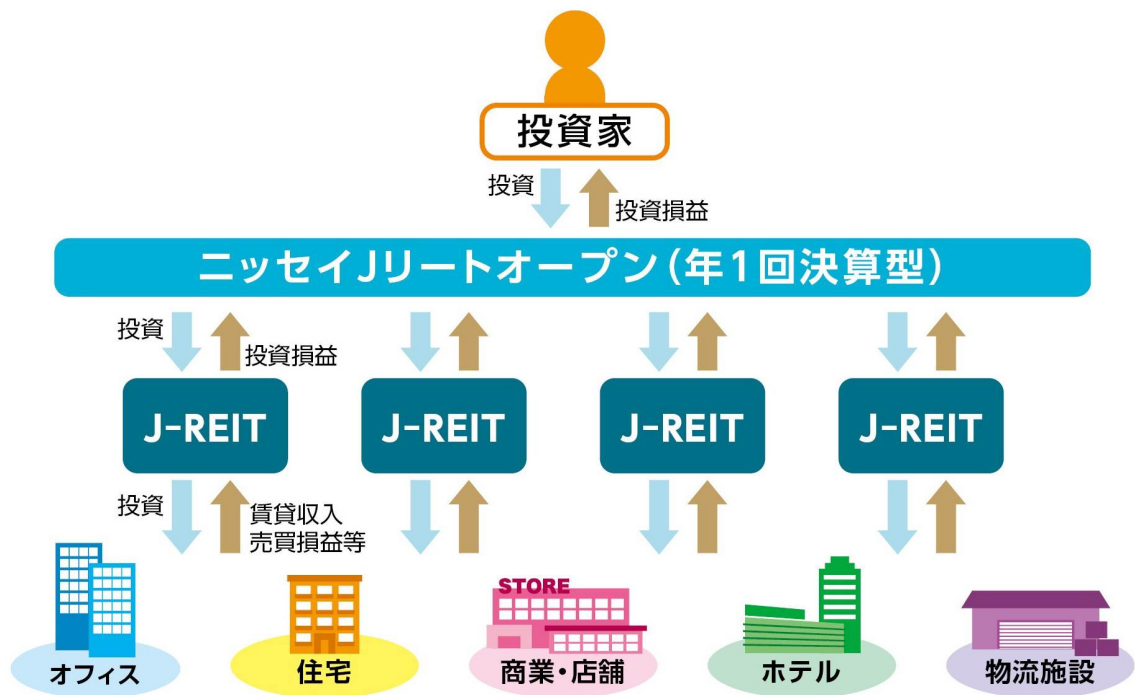 投資家
投資
投資損益
ニッセイJリートオープン(年1回決算型)
投資
投資損益
J-REIT
J-REIT
J-REIT
J-REIT
投資
賃貸収入
売買損益等
STORE
オフィス
住宅
商業・店舗
ホテル
物流施設